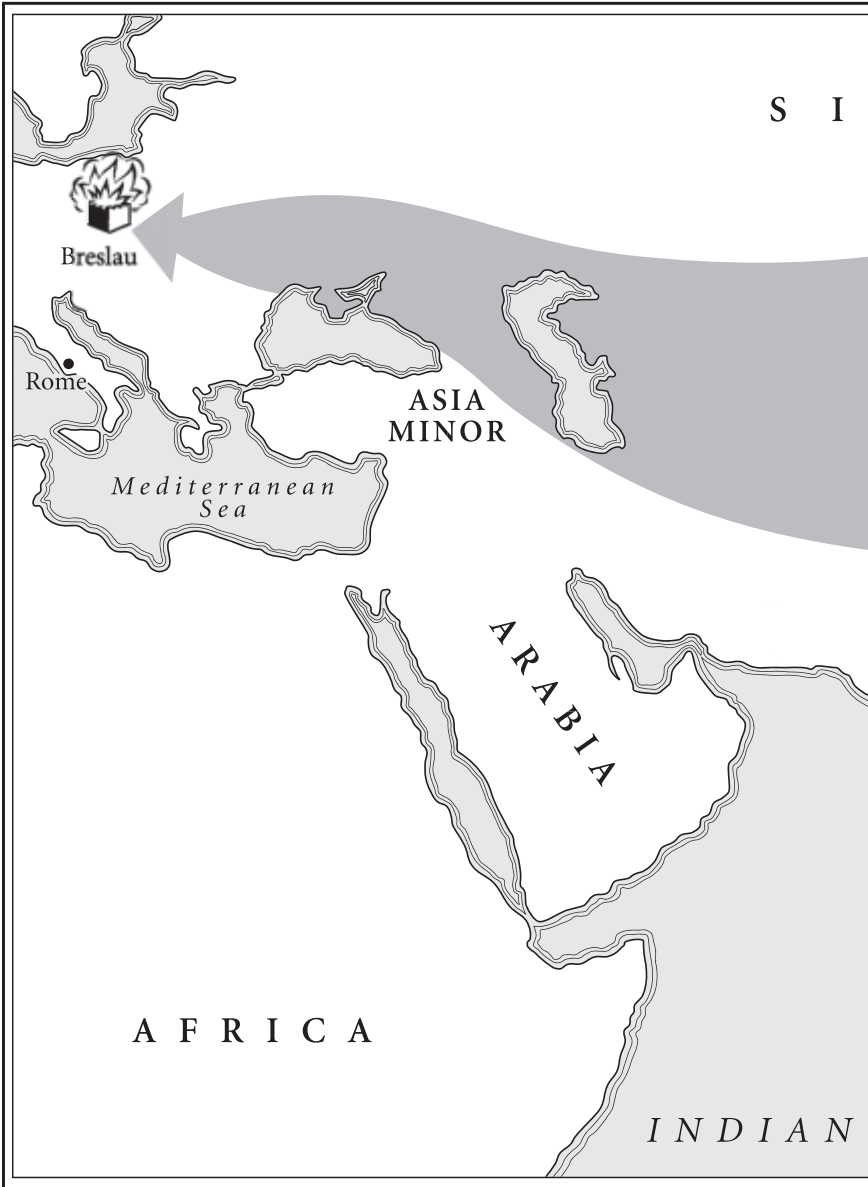 S I
Breslau
Rome
ASIA
MINOR
Mediterranean
Sea
ARABIA
AFRICA
INDIAN